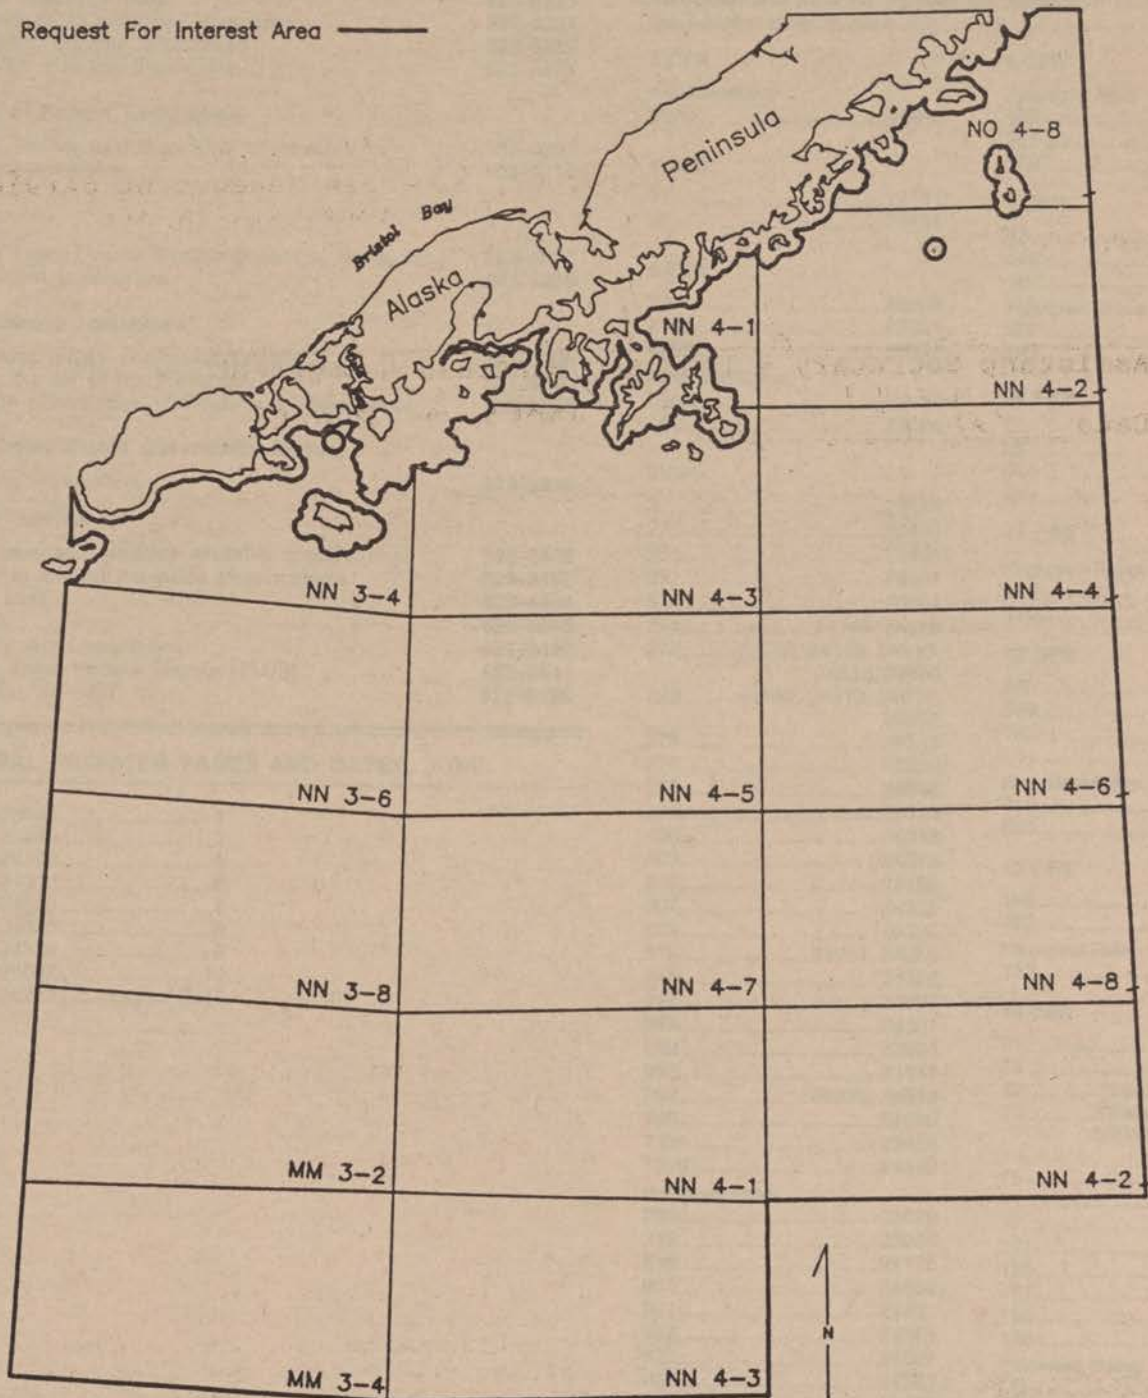 Request For Interest Area
Peninsula
NO 4-8
Bristol Bay
Alaska
NN 4-1
NN 4-2
NN 3-4
NN 4-3
NN 4-4
NN 3-6
NN 4-5
NN 4-6
NN 3-8
NN 4-7
NN 4-8
MM 3-2
NN 4-1
NN 4-2
MM 3-4
NN 4-3
N